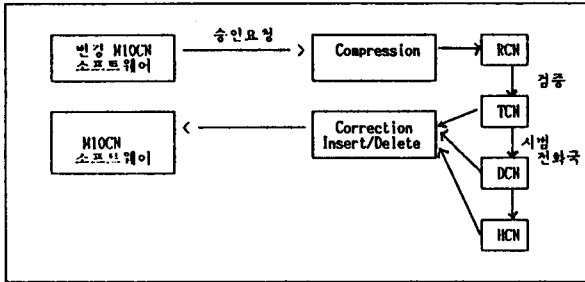 승인요청
변경 M10CN
소프트웨어
Compression
RCN
검증
TCN
M10CN
소프트웨어
Correction
Insert/Delete
시범
전화국
DCN
HCN